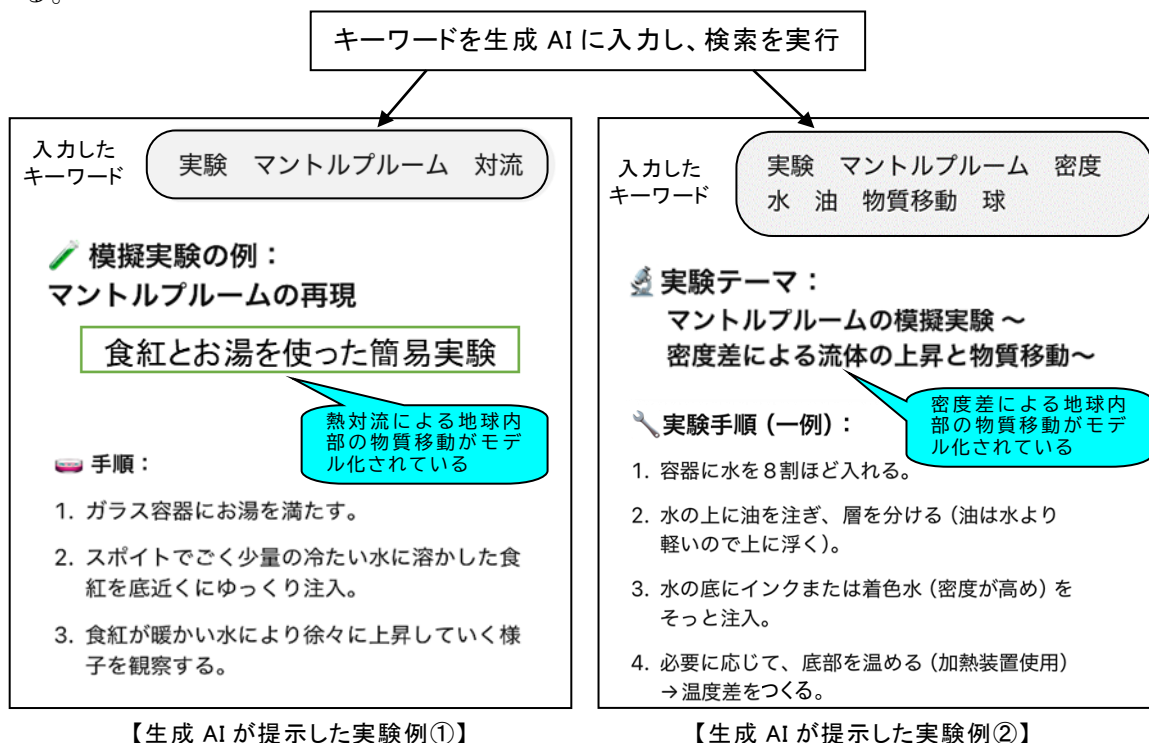 る。
キーワードを生成 AI に入力し、検索を実行
入力した
キーワード
実験 マントルプルーム 対流
模擬実験の例：
マントルプルームの再現
食紅とお湯を使った簡易実験
熱対流による地球内
部の物質移動がモデ
ル化されている
手順：
1. ガラス容器にお湯を満たす。
2. スポイトでごく少量の冷たい水に溶かした食
紅を底近くにゆっくり注入。
3. 食紅が暖かい水により徐々に上昇していく様
子を観察する。
【生成 AI が提示した実験例①】
入力した
キーワード
実験 マントルプルーム 密度
水 油 物質移動 球
実験テーマ：
マントルプルームの模擬実験 ～
密度差による流体の上昇と物質移動～
密度差による地球内
部の物質移動がモデ
ル化されている
実験手順（一例）：
1. 容器に水を８割ほど入れる。
2. 水の上に油を注ぎ、層を分ける（油は水より
軽いので上に浮く）。
3. 水の底にインクまたは着色水（密度が高め）を
そっと注入。
4. 必要に応じて、底部を温める（加熱装置使用）
→温度差をつくる。
【生成 AI が提示した実験例②】